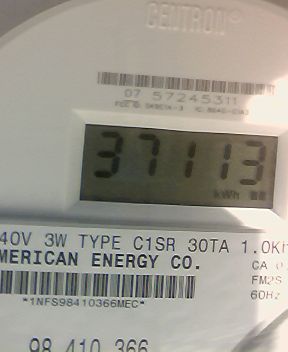 CENTRON®
07 57245311
37113
kWh
40V 3W TYPE C1SR 30TA 1.0Kh
MERICAN ENERGY CO.
CA
FM2S
60Hz
*1NFS98410366MEC*
98 410 366